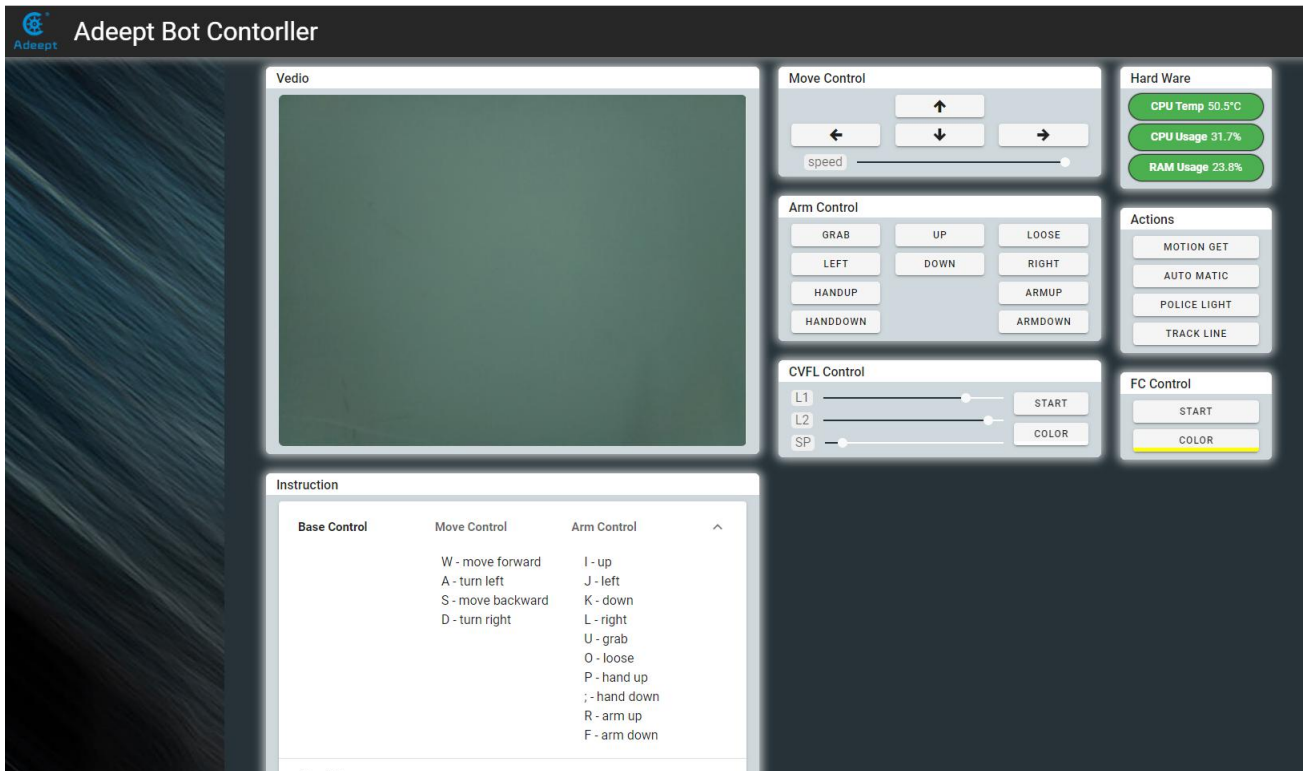 Adeept
Adeept Bot Contorller
Vedio
Move Control
speed
Hard Ware
CPU Temp 50.5°C
CPU Usage 31.7%
RAM Usage 23.8%
Arm Control
GRAB UP LOOSE
LEFT DOWN RIGHT
HANDUP ARMUP
HANDDOWN ARMDOWN
Actions
MOTION GET
AUTO MATIC
POLICE LIGHT
TRACK LINE
CVFL Control
L1
L2
SP
START
COLOR
FC Control
START
COLOR
Instruction
Base Control Move Control Arm Control
W - move forward
A - turn left
S - move backward
D - turn right
I - up
J - left
K - down
L - right
U - grab
O - loose
P - hand up
; - hand down
R - arm up
F - arm down